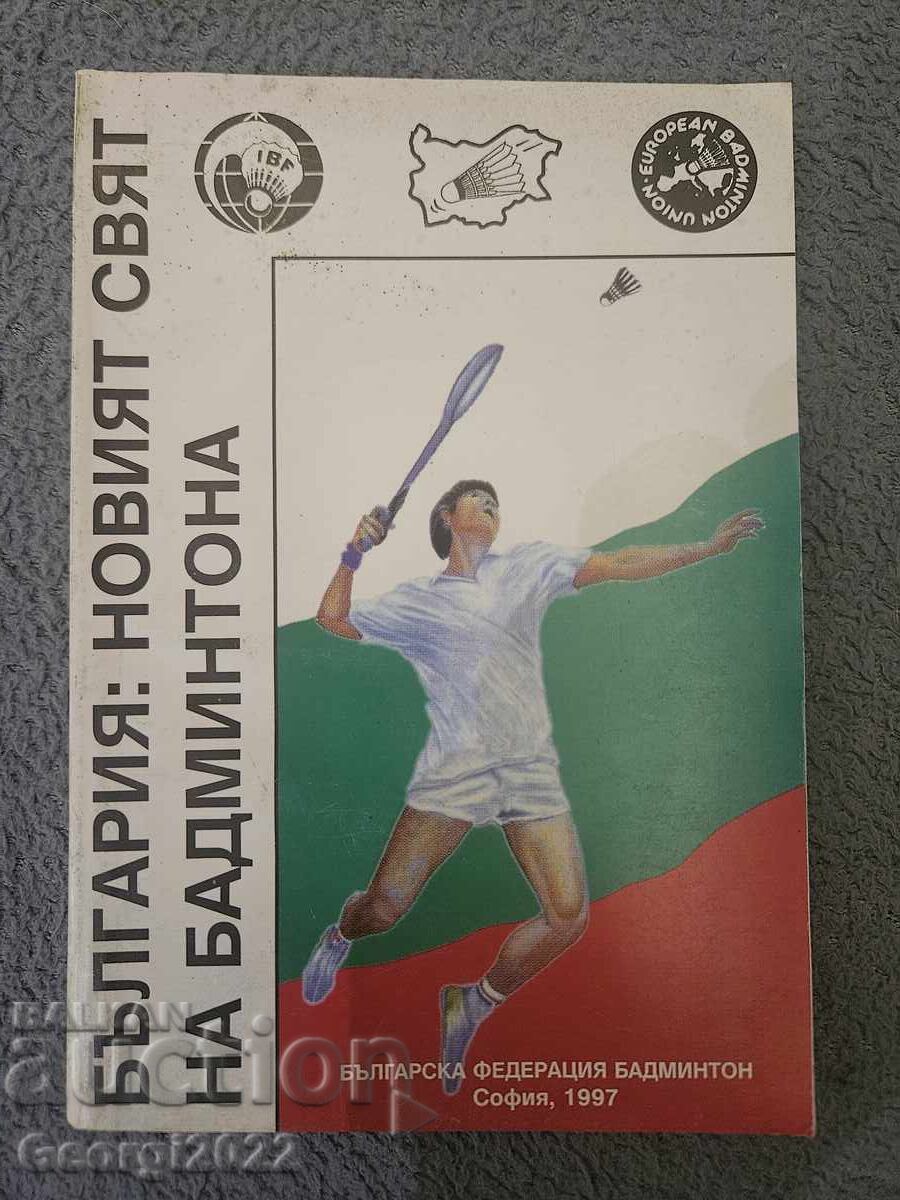 БЪЛГАРИЯ: НОВИЯТ СВЯТ
НА БАДМИНТОНА
IBF
EUROPEAN BADMINTON UNION
БЪЛГАРСКА ФЕДЕРАЦИЯ БАДМИНТОН
София, 1997
BALKAN
auction
Georgi2022